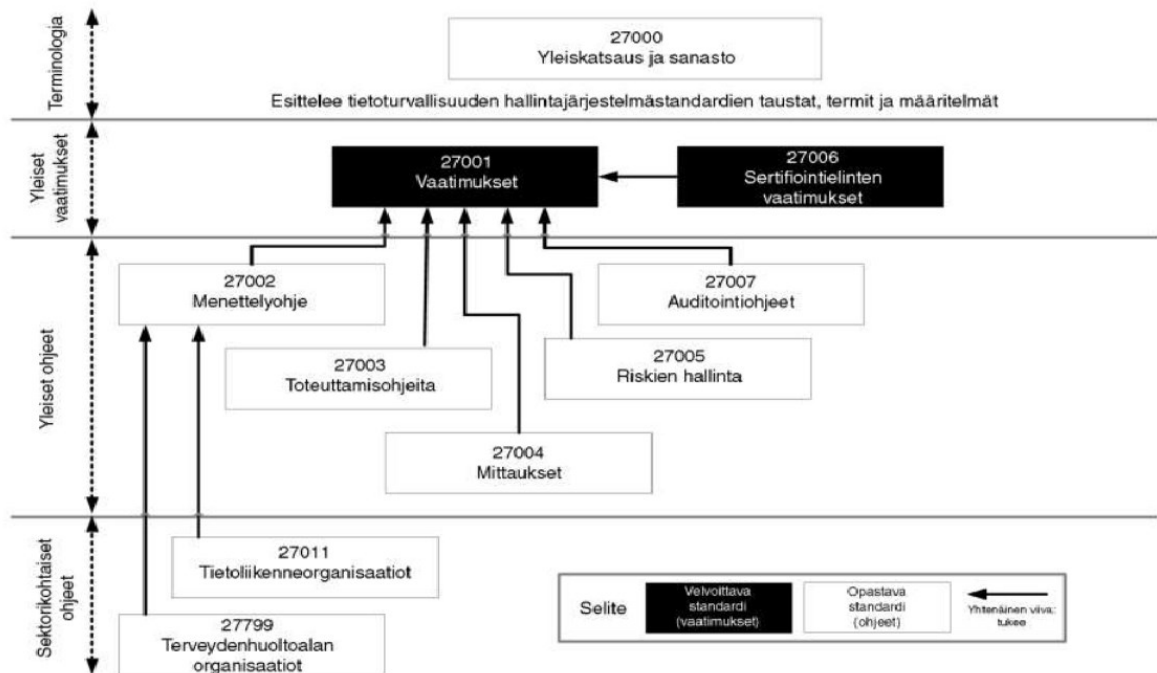 Terminologia
27000
Yleiskatsaus ja sanasto
Esittelee tietoturvallisuuden hallintajärjestelmästandardien taustat, termit ja määritelmät
Yleiset
vaatimukset
27001
Vaatimukset
27006
Sertifiointielinten
vaatimukset
Yleiset ohjeet
27002
Menettelyohje
27007
Auditointiohjeet
27003
Toteuttamisohjeita
27005
Riskien hallinta
27004
Mittaukset
Sektorikohtaiset
ohjeet
27011
Tietoliikenneorganisaatiot
27799
Terveydenhuoltoalan
organisaatiot
Selite
Velvoittava
standardi
(vaatimukset)
Opastava
standardi
(ohjeet)
Yhtenäinen viiva:
tukee